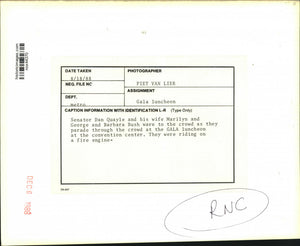 DATE TAKEN
8/18/88
PHOTOGRAPHER
PIET VAN LIER
NEG. FILE NO
ASSIGNMENT
Gala luncheon
DEPT.
metro
CAPTION INFORMATION WITH IDENTIFICATION L-R (Type Only)
Senator Dan Quayle and his wife Marilyn and
George and Barbara Bush wave to the crowd as they
parade through the crowd at the GALA luncheon
at the convention center. They were riding on
a fire engine.
RNC